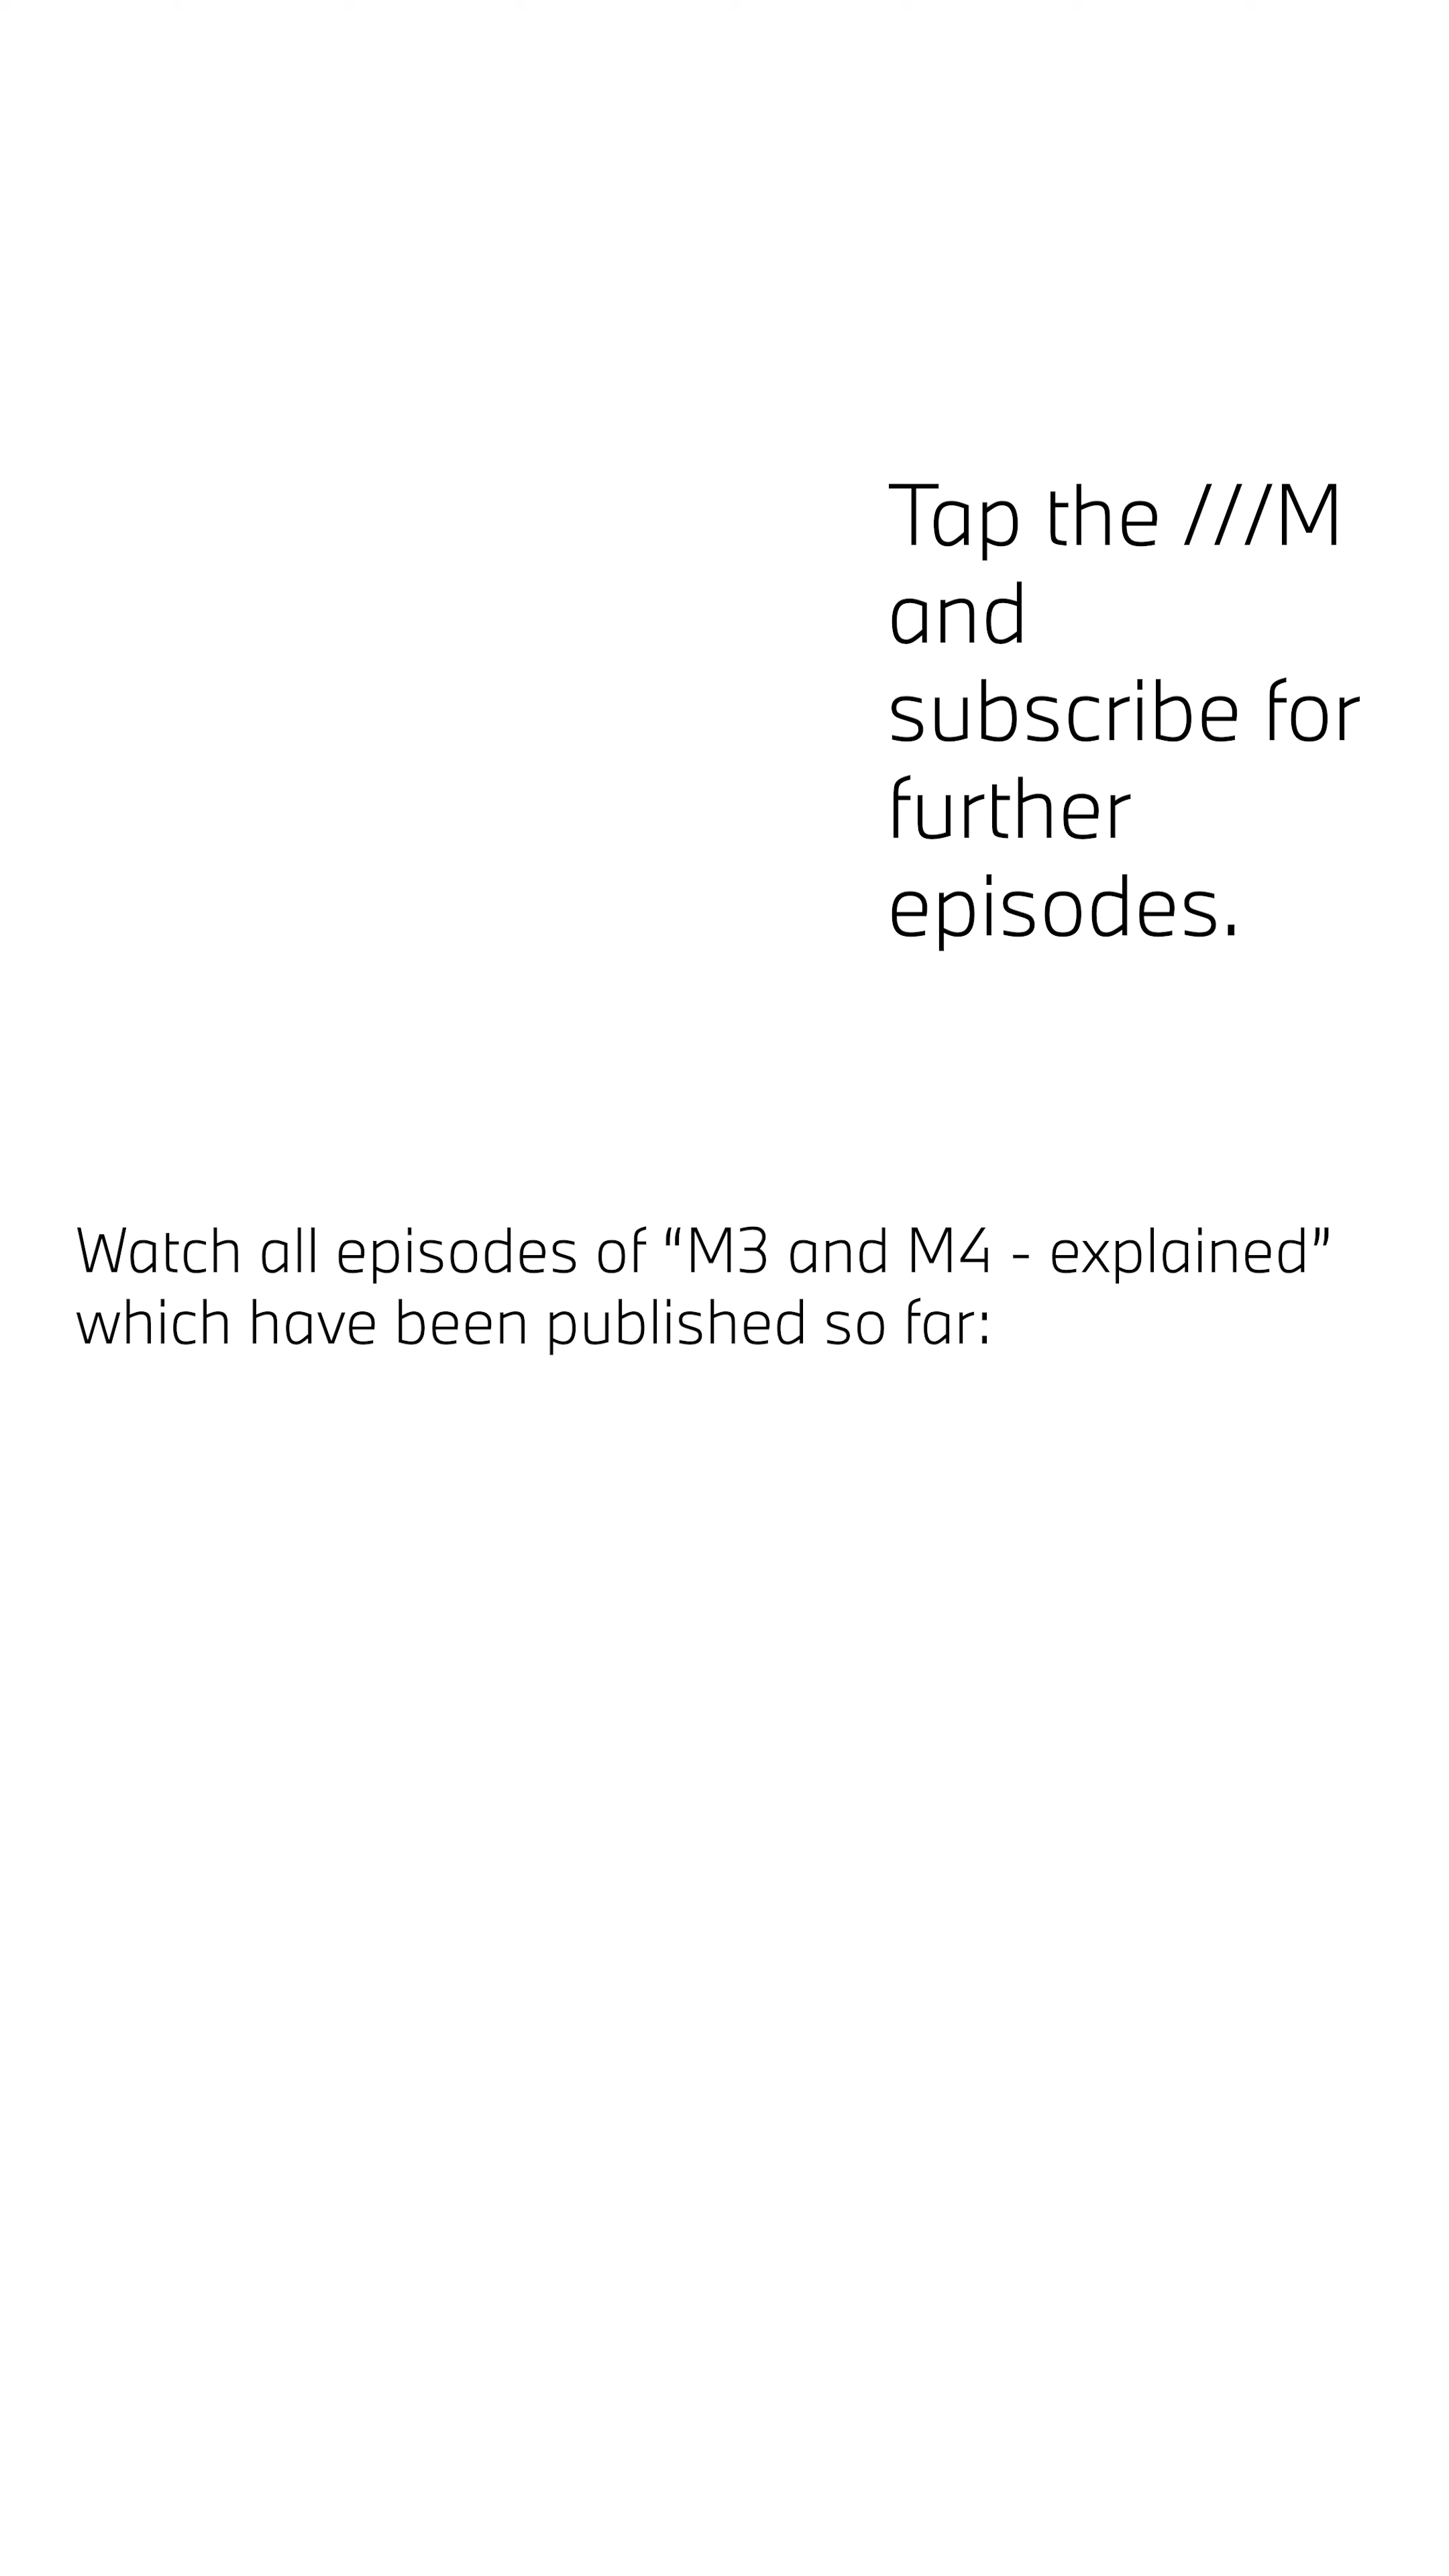 Tap the ///M
and
subscribe for
further
episodes.
Watch all episodes of “M3 and M4 - explained”
which have been published so far: